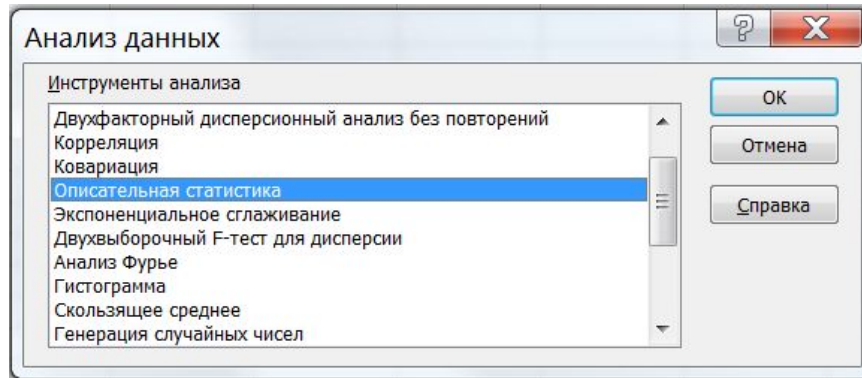 Анализ данных
?
X
Инструменты анализа
Двухфакторный дисперсионный анализ без повторений
Корреляция
Ковариация
Описательная статистика
Экспоненциальное сглаживание
Двухвыборочный F-тест для дисперсии
Анализ Фурье
Гистограмма
Скользящее среднее
Генерация случайных чисел
ОК
Отмена
Справка